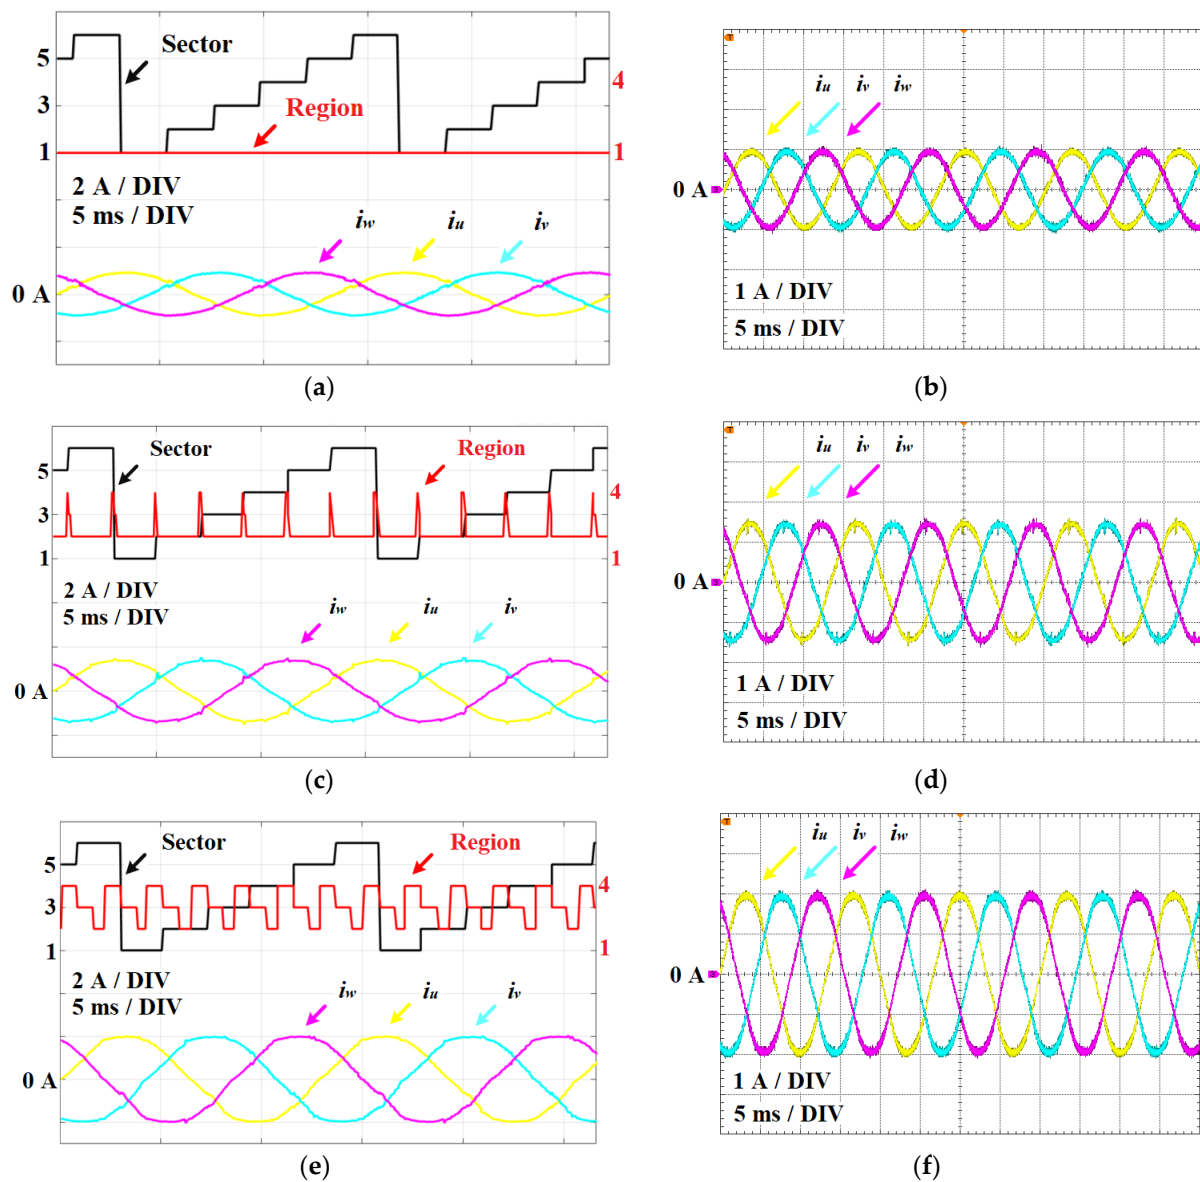 Sector
5
4
3
Region
1
1
2 A / DIV
5 ms / DIV
iw
iu
iv
0 A
(a)
T
iu iv iw
0 A
3
1 A / DIV
5 ms / DIV
(b)
Sector
Region
5
4
3
1
1
2 A / DIV
5 ms / DIV
iw
iu
iv
0 A
(c)
T
iu iv iw
0 A
3
1 A / DIV
5 ms / DIV
(d)
Sector
Region
5
4
3
1
1
2 A / DIV
5 ms / DIV
iw
iu
iv
0 A
(e)
T
iu iv iw
0 A
3
1 A / DIV
5 ms / DIV
(f)